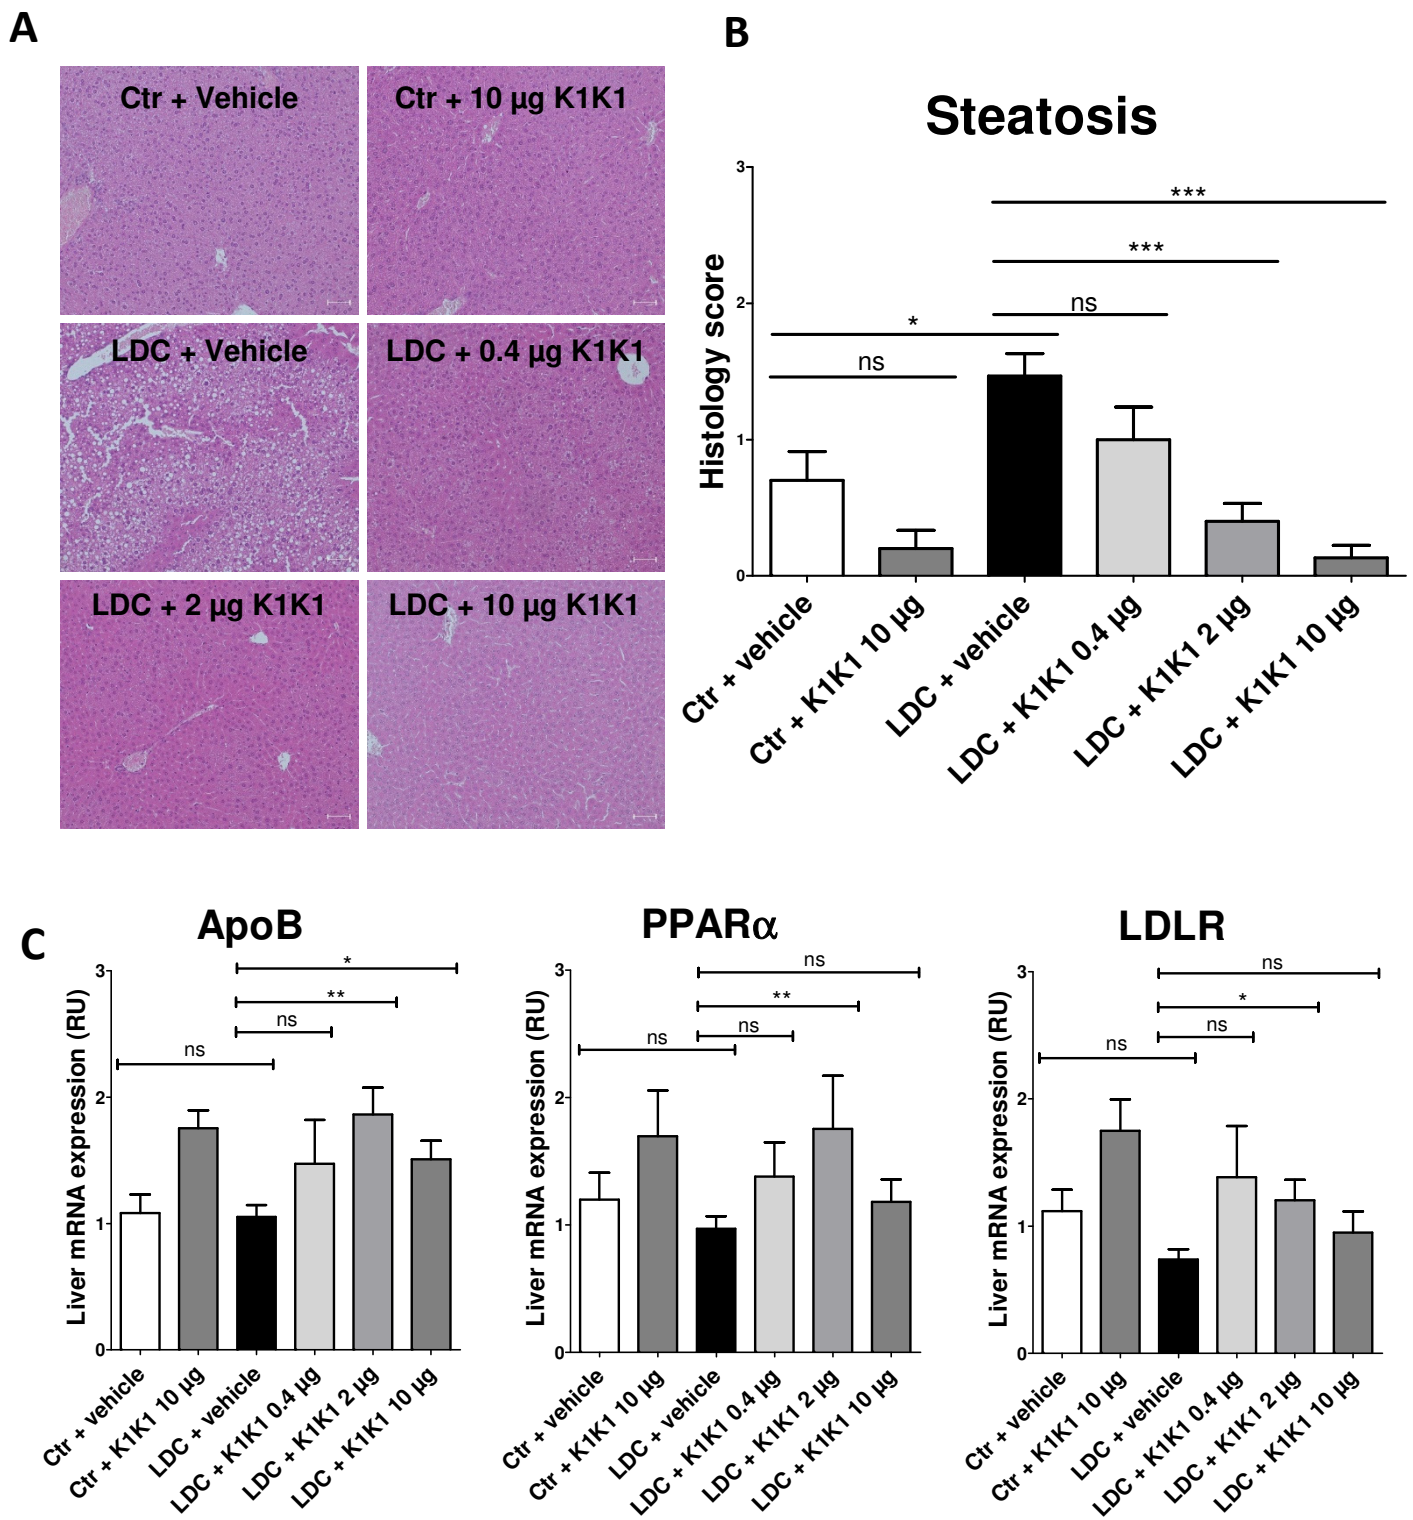 A
Ctr + Vehicle
Ctr + 10 µg K1K1
LDC + Vehicle
LDC + 0.4 µg K1K1
LDC + 2 µg K1K1
LDC + 10 µg K1K1
B
Steatosis
Histology score
3
2
1
0
***
***
ns
*
ns
Ctr + vehicle
Ctr + K1K1 10 µg
LDC + vehicle
LDC + K1K1 0.4 µg
LDC + K1K1 2 µg
LDC + K1K1 10 µg
C
ApoB
Liver mRNA expression (RU)
3
2
1
0
*
**
ns
ns
Ctr + vehicle
Ctr + K1K1 10 µg
LDC + vehicle
LDC + K1K1 0.4 µg
LDC + K1K1 2 µg
LDC + K1K1 10 µg
PPARα
Liver mRNA expression (RU)
3
2
1
0
ns
**
ns
ns
Ctr + vehicle
Ctr + K1K1 10 µg
LDC + vehicle
LDC + K1K1 0.4 µg
LDC + K1K1 2 µg
LDC + K1K1 10 µg
LDLR
Liver mRNA expression (RU)
3
2
1
0
ns
*
ns
ns
Ctr + vehicle
Ctr + K1K1 10 µg
LDC + vehicle
LDC + K1K1 0.4 µg
LDC + K1K1 2 µg
LDC + K1K1 10 µg